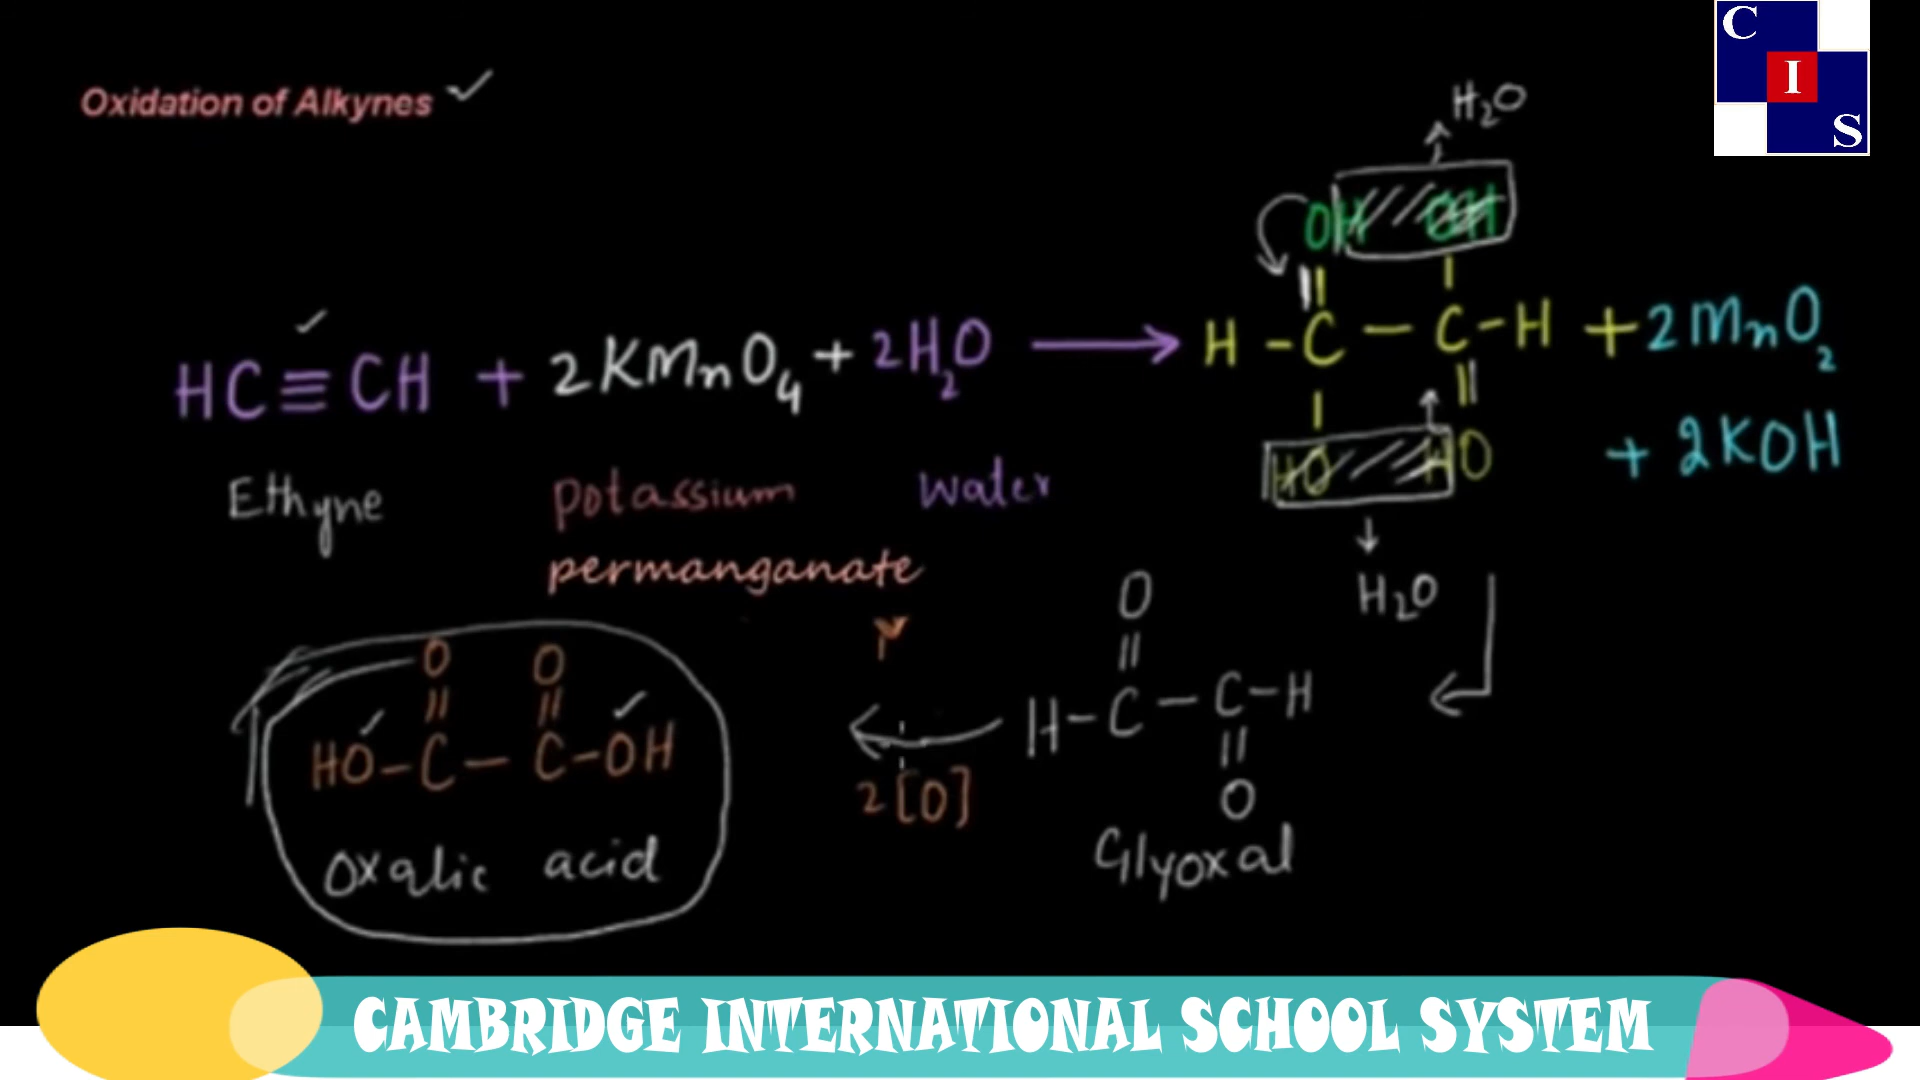 C
I
S
Oxidation of Alkynes ✓
H₂O
OH OH
HC≡CH + 2KMnO₄ + 2H₂O → H-C-C-H + 2MnO₂
HO HO + 2KOH
Ethyne potassium water
permanganate
H₂O
O
O O
HO-C-C-OH ← H-C-C-H
2[O] O
oxalic acid Glyoxal
CAMBRIDGE INTERNATIONAL SCHOOL SYSTEM